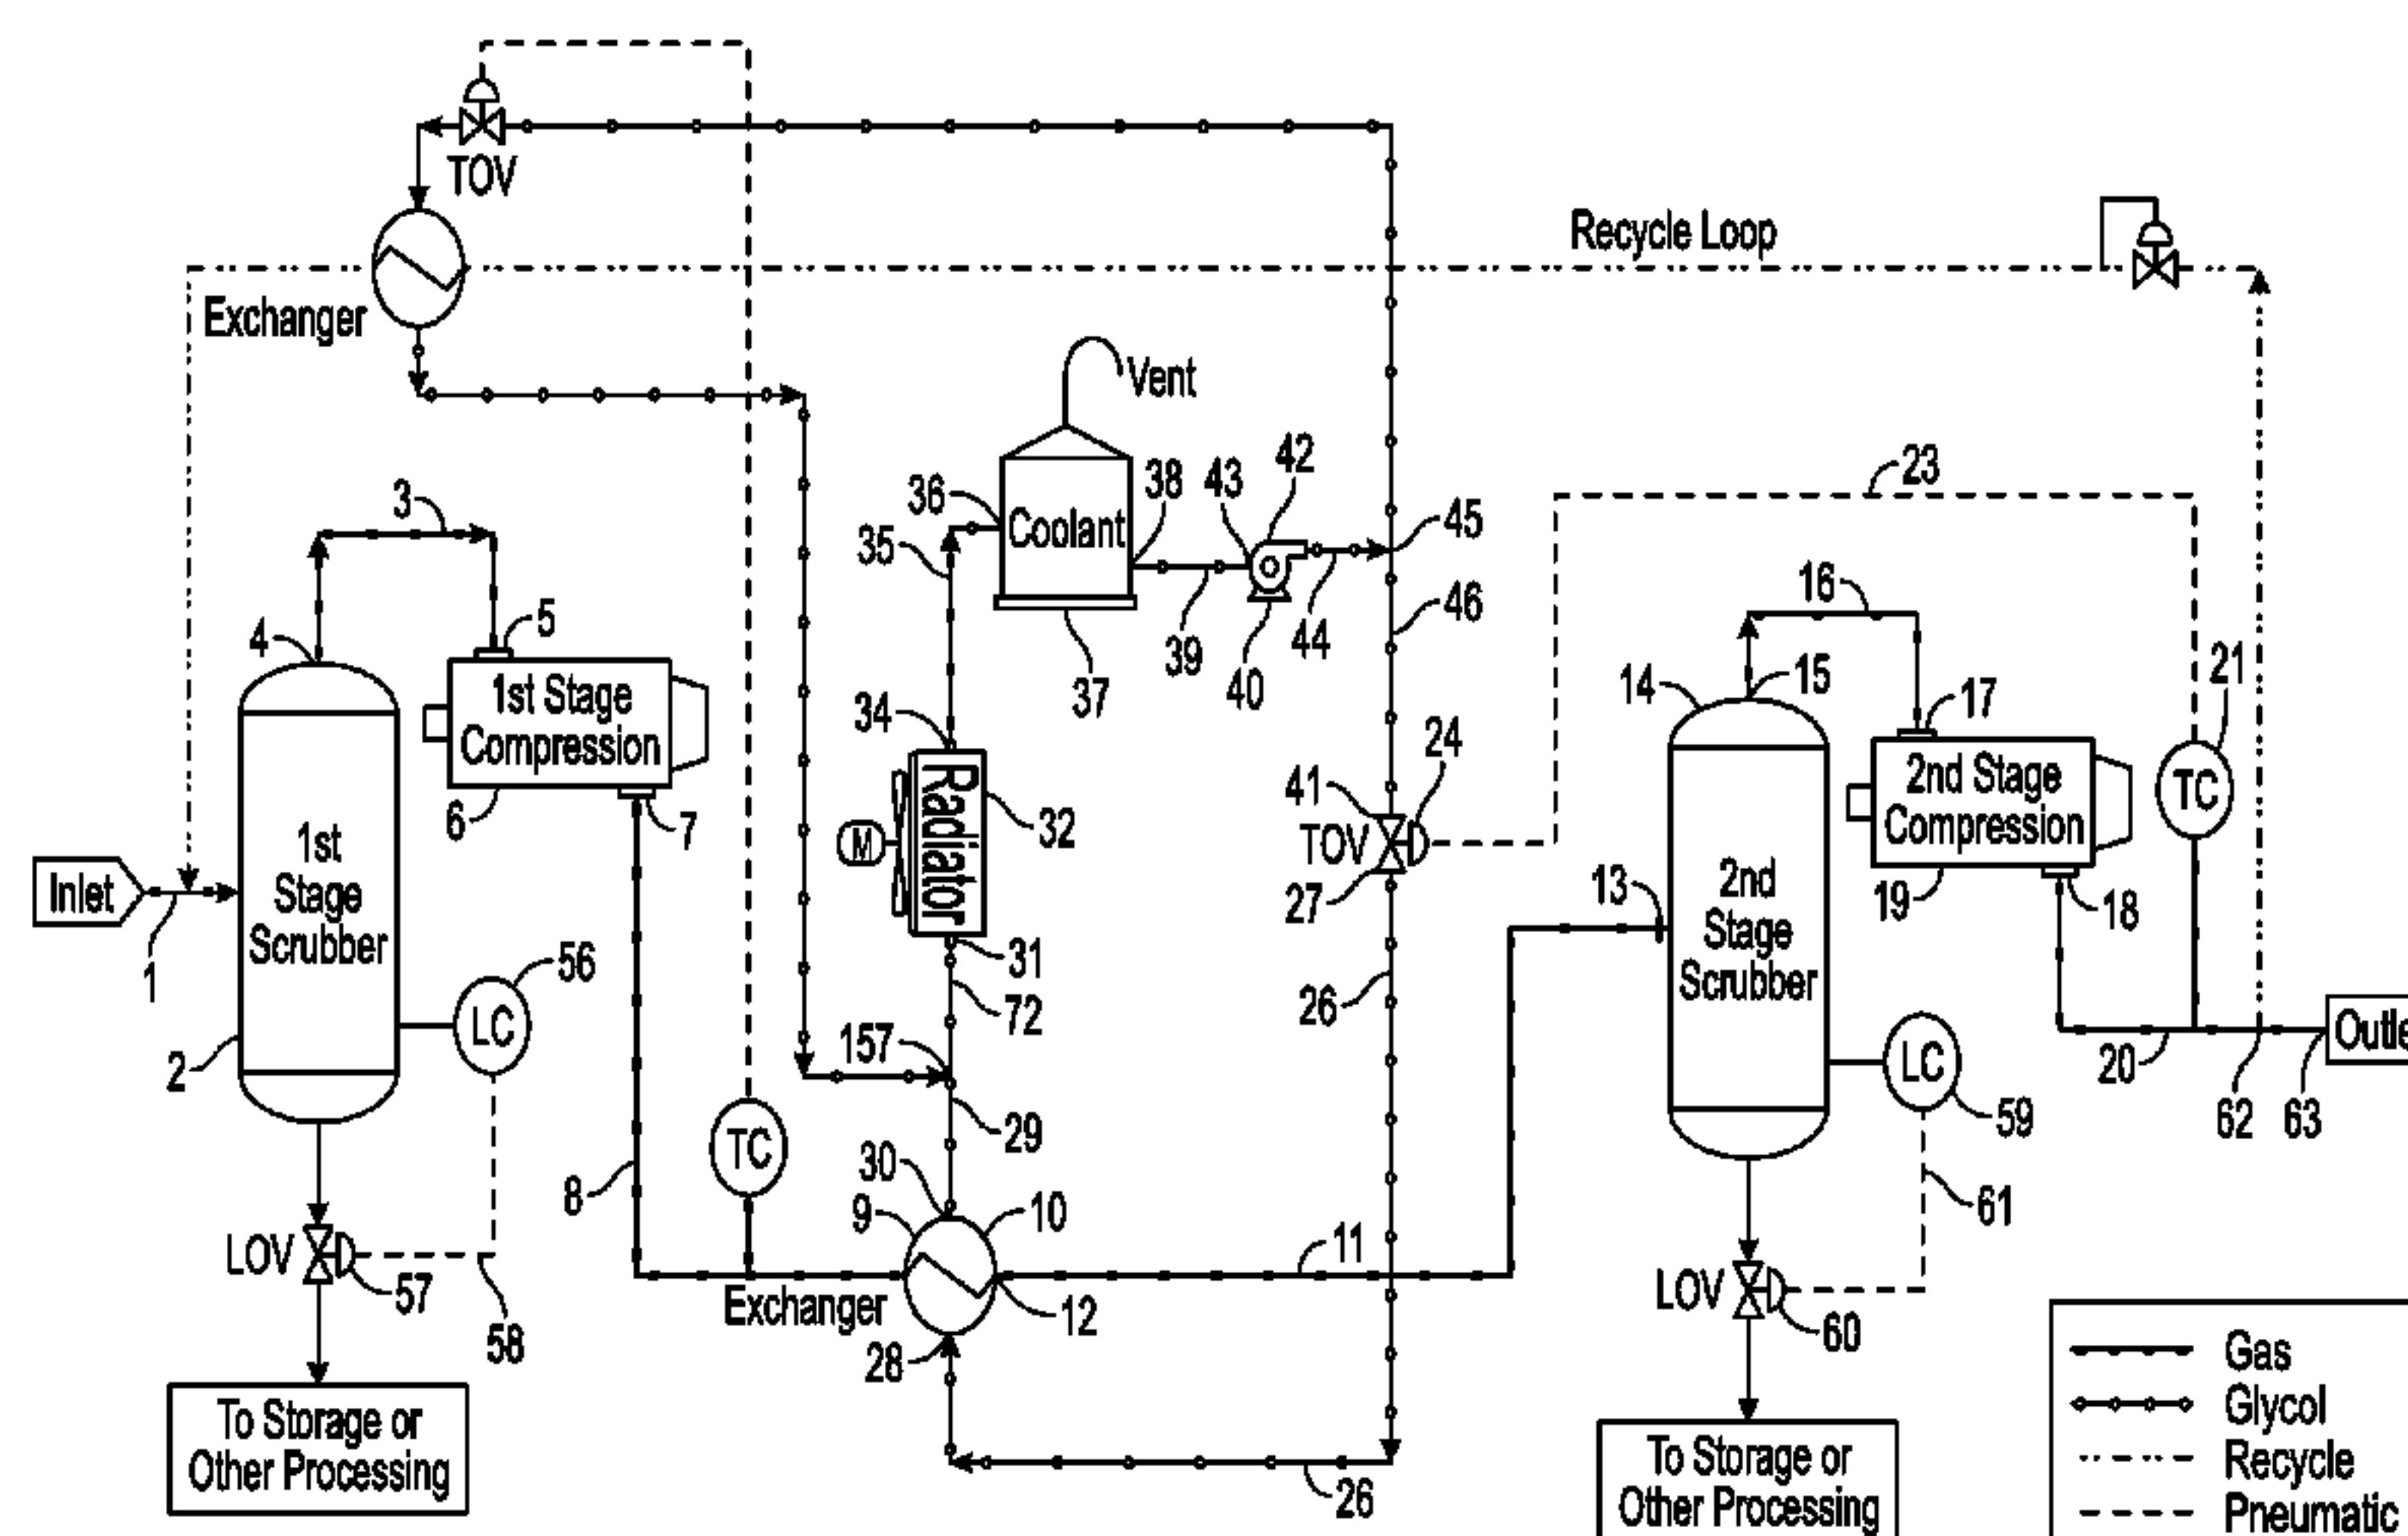 TOV
Recycle Loop
Exchanger
Vent
3
36
Coolant
38
43
42
45
23
35
46
16
4
5
39
40
44
37
1st Stage
Compression
34
14
15
17
21
24
41
TOV
27
2nd Stage
Compression
TC
6
7
M
Radiator
32
1st
Stage
Scrubber
Inlet
1
13
2nd
Stage
Scrubber
19
18
56
LC
31
72
26
157
2
29
20
62
63
LC
59
TC
30
9
10
8
11
61
LOV
57
58
Exchanger
12
28
LOV
60
To Storage or
Other Processing
26
To Storage or
Other Processing
Gas
Glycol
Recycle
Pneumatic